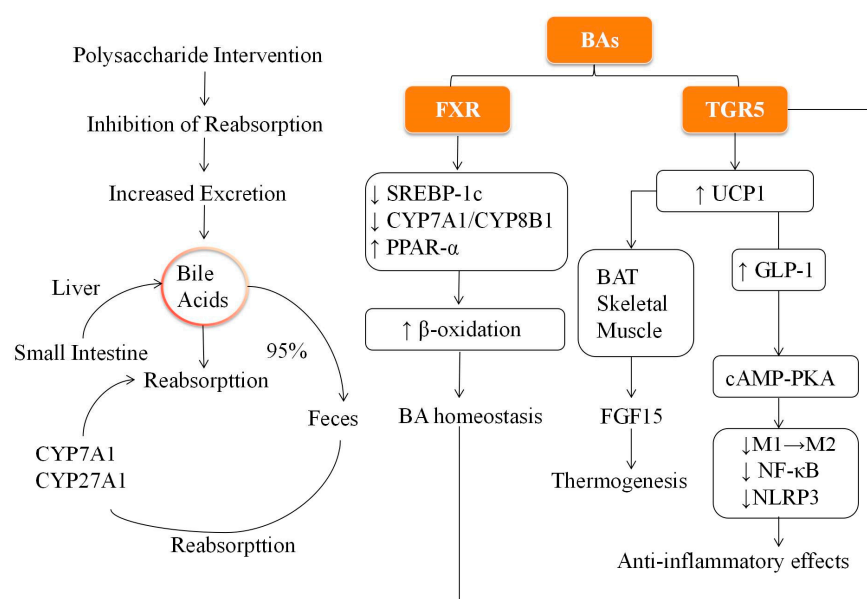 Polysaccharide Intervention
Inhibition of Reabsorption
Increased Excretion
Bile
Acids
Liver
Small Intestine
95%
Reabsorpttion
Feces
CYP7A1
CYP27A1
Reabsorpttion
BAs
FXR
TGR5
↓ SREBP-1c
↓ CYP7A1/CYP8B1
↑ PPAR-α
↑ β-oxidation
BA homeostasis
↑ UCP1
BAT
Skeletal
Muscle
FGF15
Thermogenesis
↑ GLP-1
cAMP-PKA
↓M1→M2
↓ NF-κB
↓NLRP3
Anti-inflammatory effects